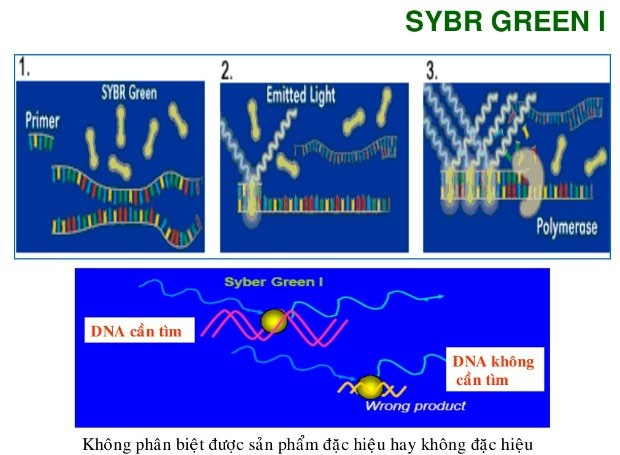 SYBR GREEN I
1.
SYBR Green
Primer
2.
Emitted Light
3.
Polymerase
Syber Green I
DNA cần tìm
DNA không
cần tìm
Wrong product
Không phân biệt được sản phẩm đặc hiệu hay không đặc hiệu